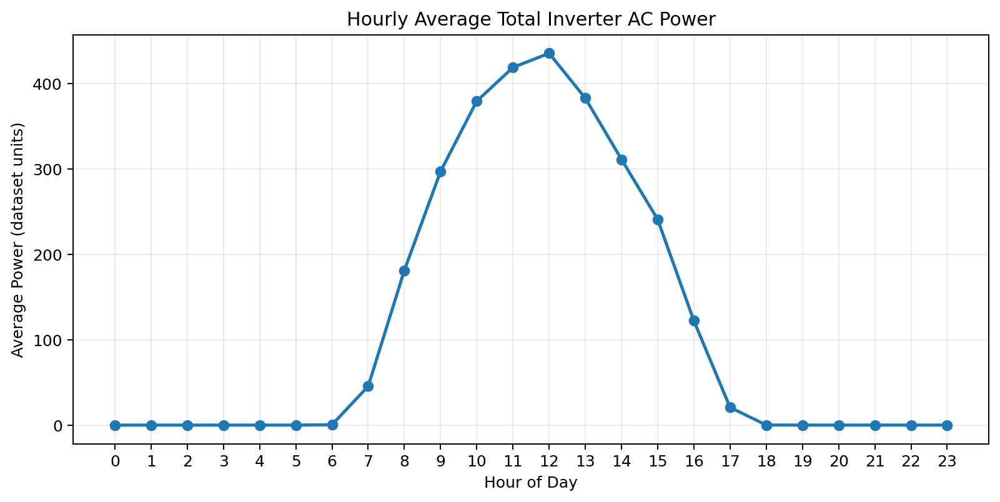 Hourly Average Total Inverter AC Power
Average Power (dataset units)
400
300
200
100
0
0 1 2 3 4 5 6 7 8 9 10 11 12 13 14 15 16 17 18 19 20 21 22 23
Hour of Day